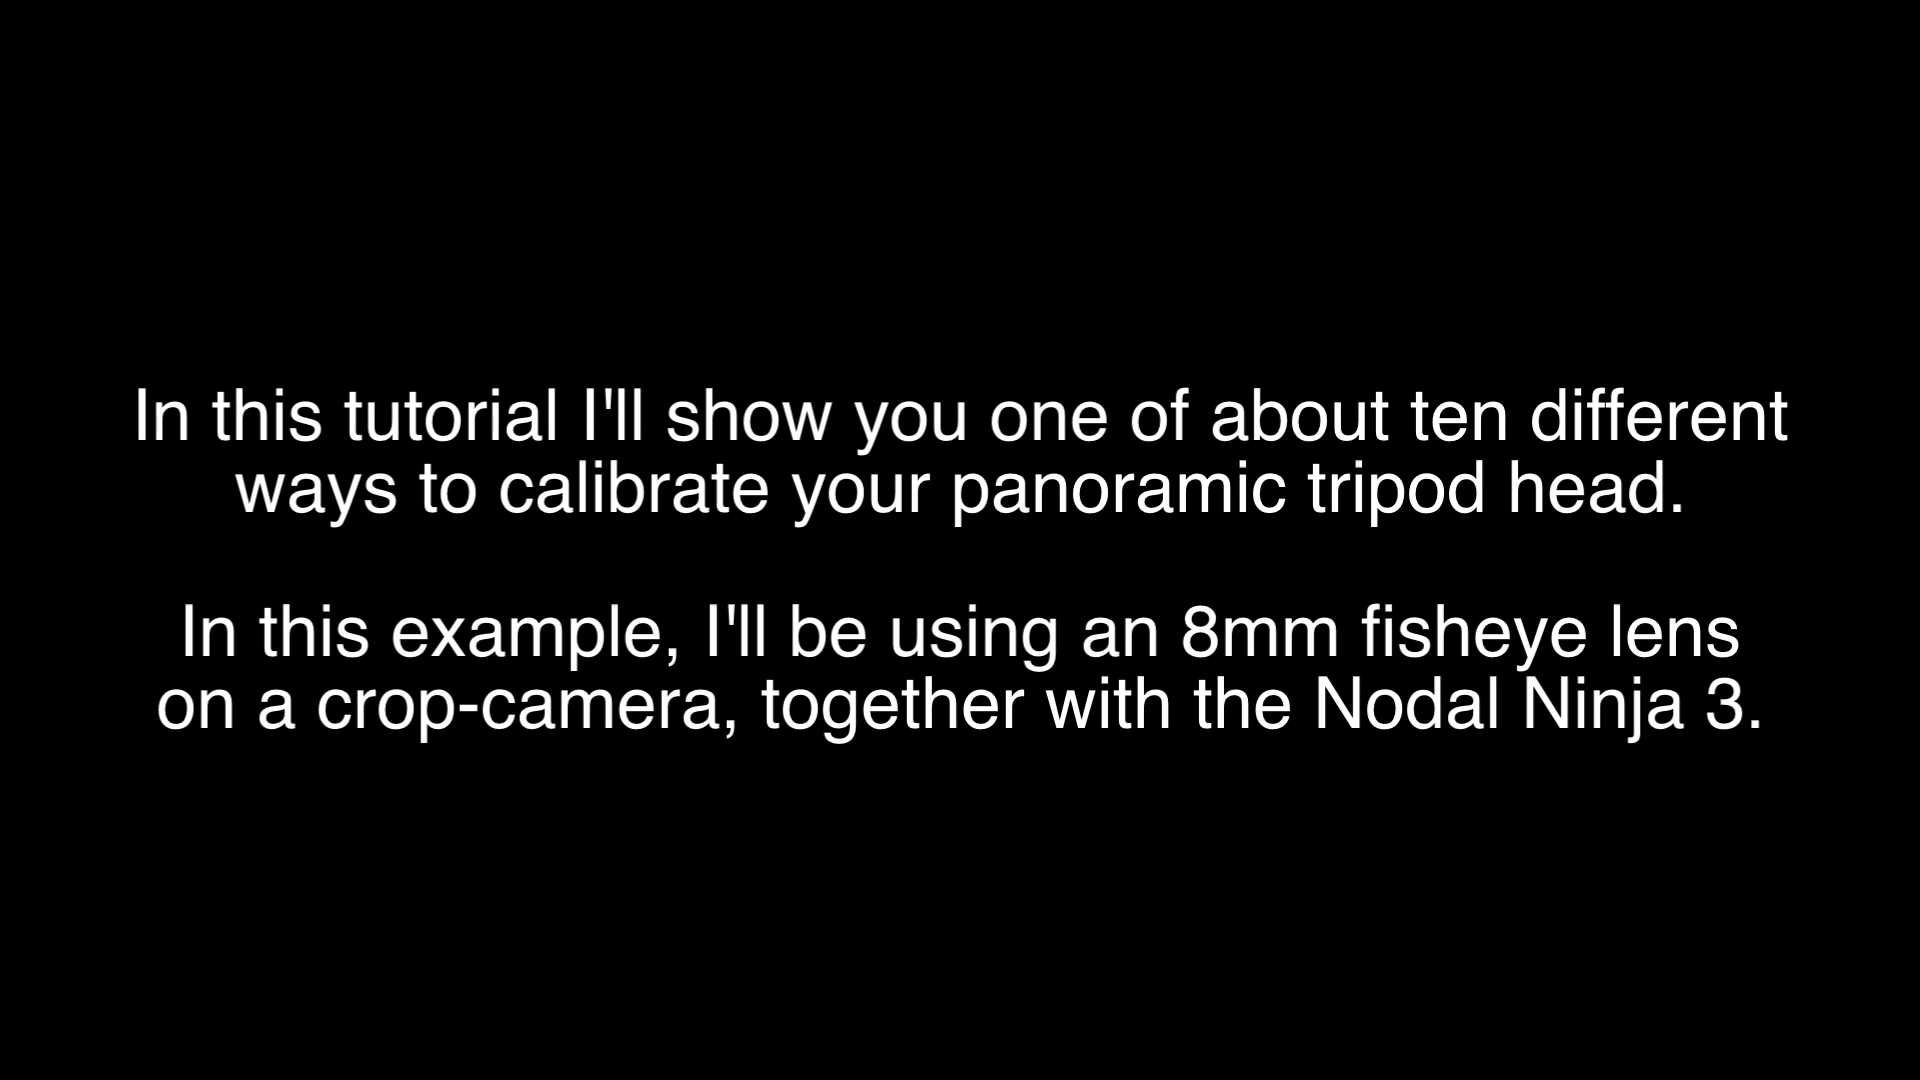 In this tutorial I'll show you one of about ten different
ways to calibrate your panoramic tripod head.
In this example, I'll be using an 8mm fisheye lens
on a crop-camera, together with the Nodal Ninja 3.